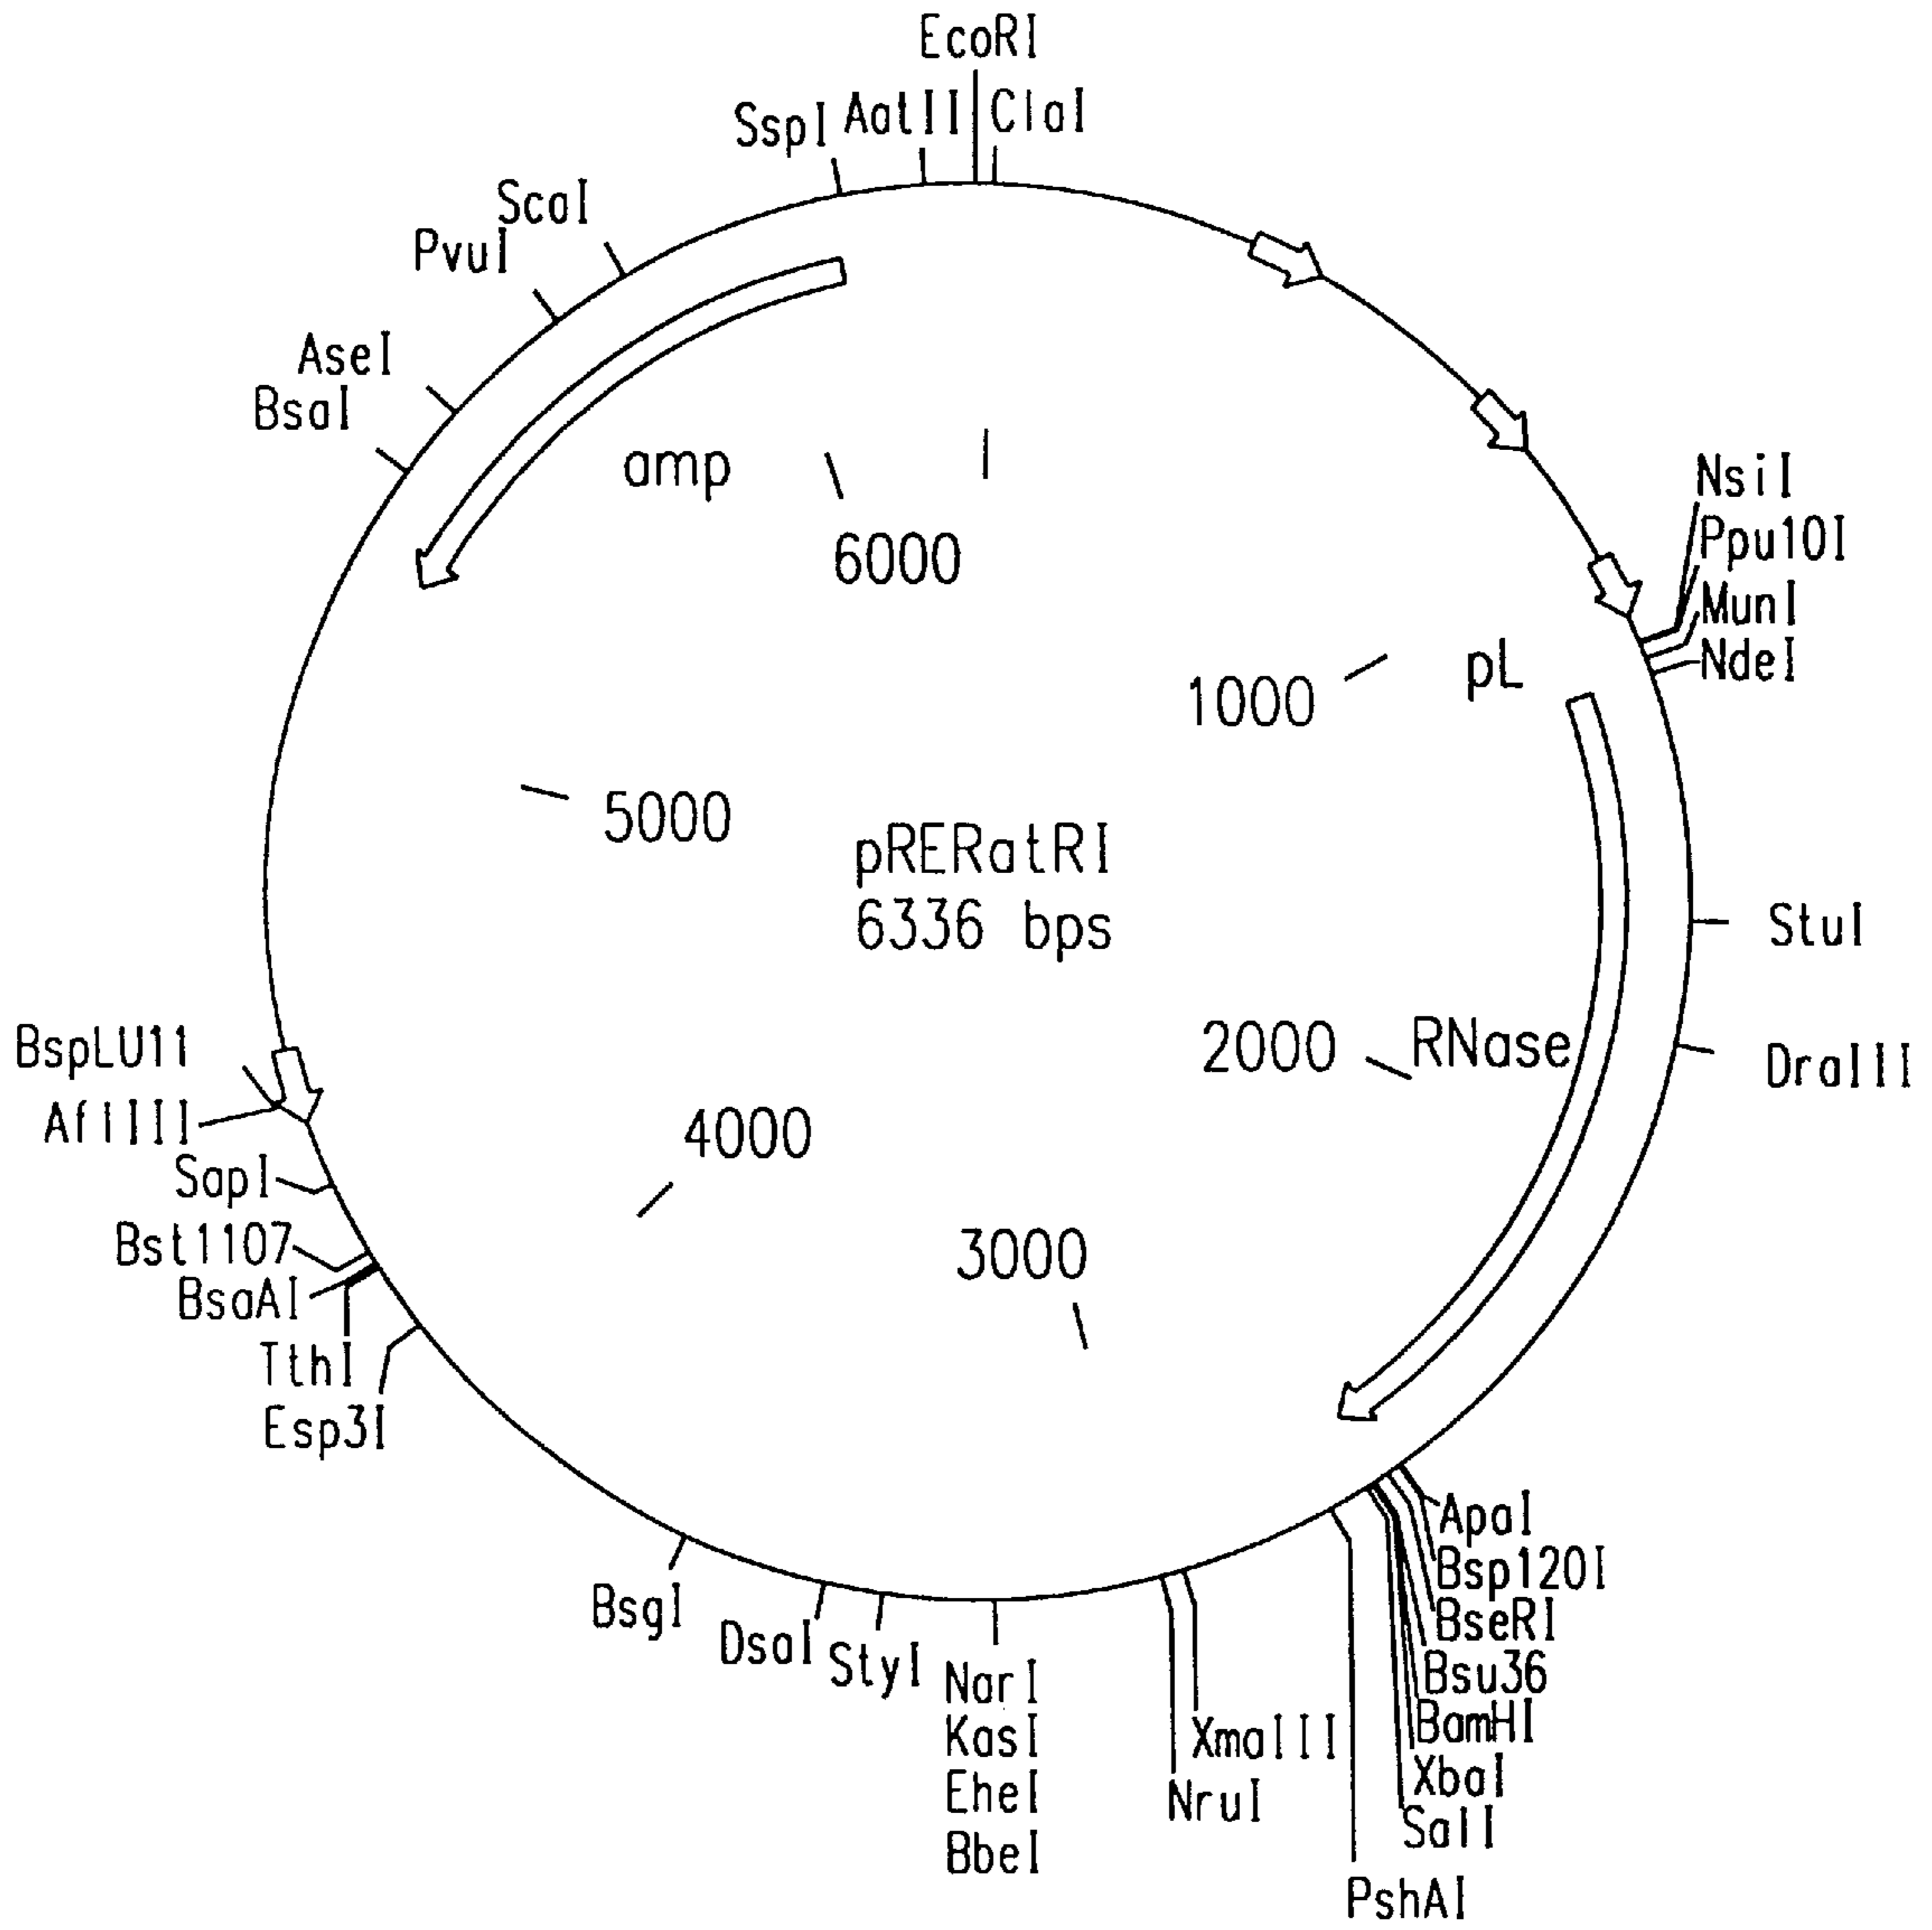 EcoRI
SspI
AatII
ClaI
ScaI
PvuI
AseI
BsaI
amp
6000
NsiI
Ppu10I
MunI
NdeI
pL
1000
5000
pRERatRI
6336 bps
StuI
DraIII
2000
RNase
BspLU11
AflIII
4000
SapI
Bst1107
BsaAI
TthI
Esp3I
3000
ApaI
Bsp120I
BseRI
Bsu36
BamHI
XbaI
SalI
PshAI
BsgI
DsaI
StyI
NarI
KasI
EheI
BbeI
XmaIII
NruI